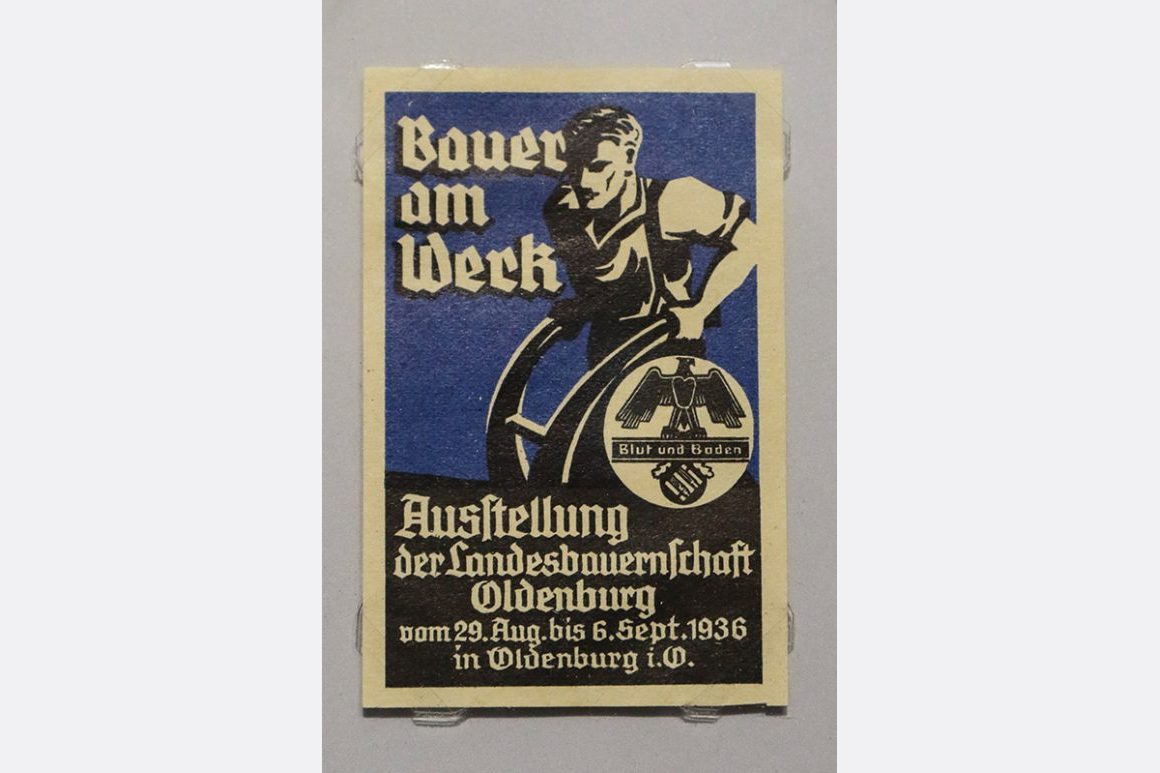 Bauer
am
Werk
Blut und Boden
Ausſtellung
der Landesbauernſchaft
Oldenburg
vom 29. Aug. bis 6. Sept. 1936
in Oldenburg i.O.